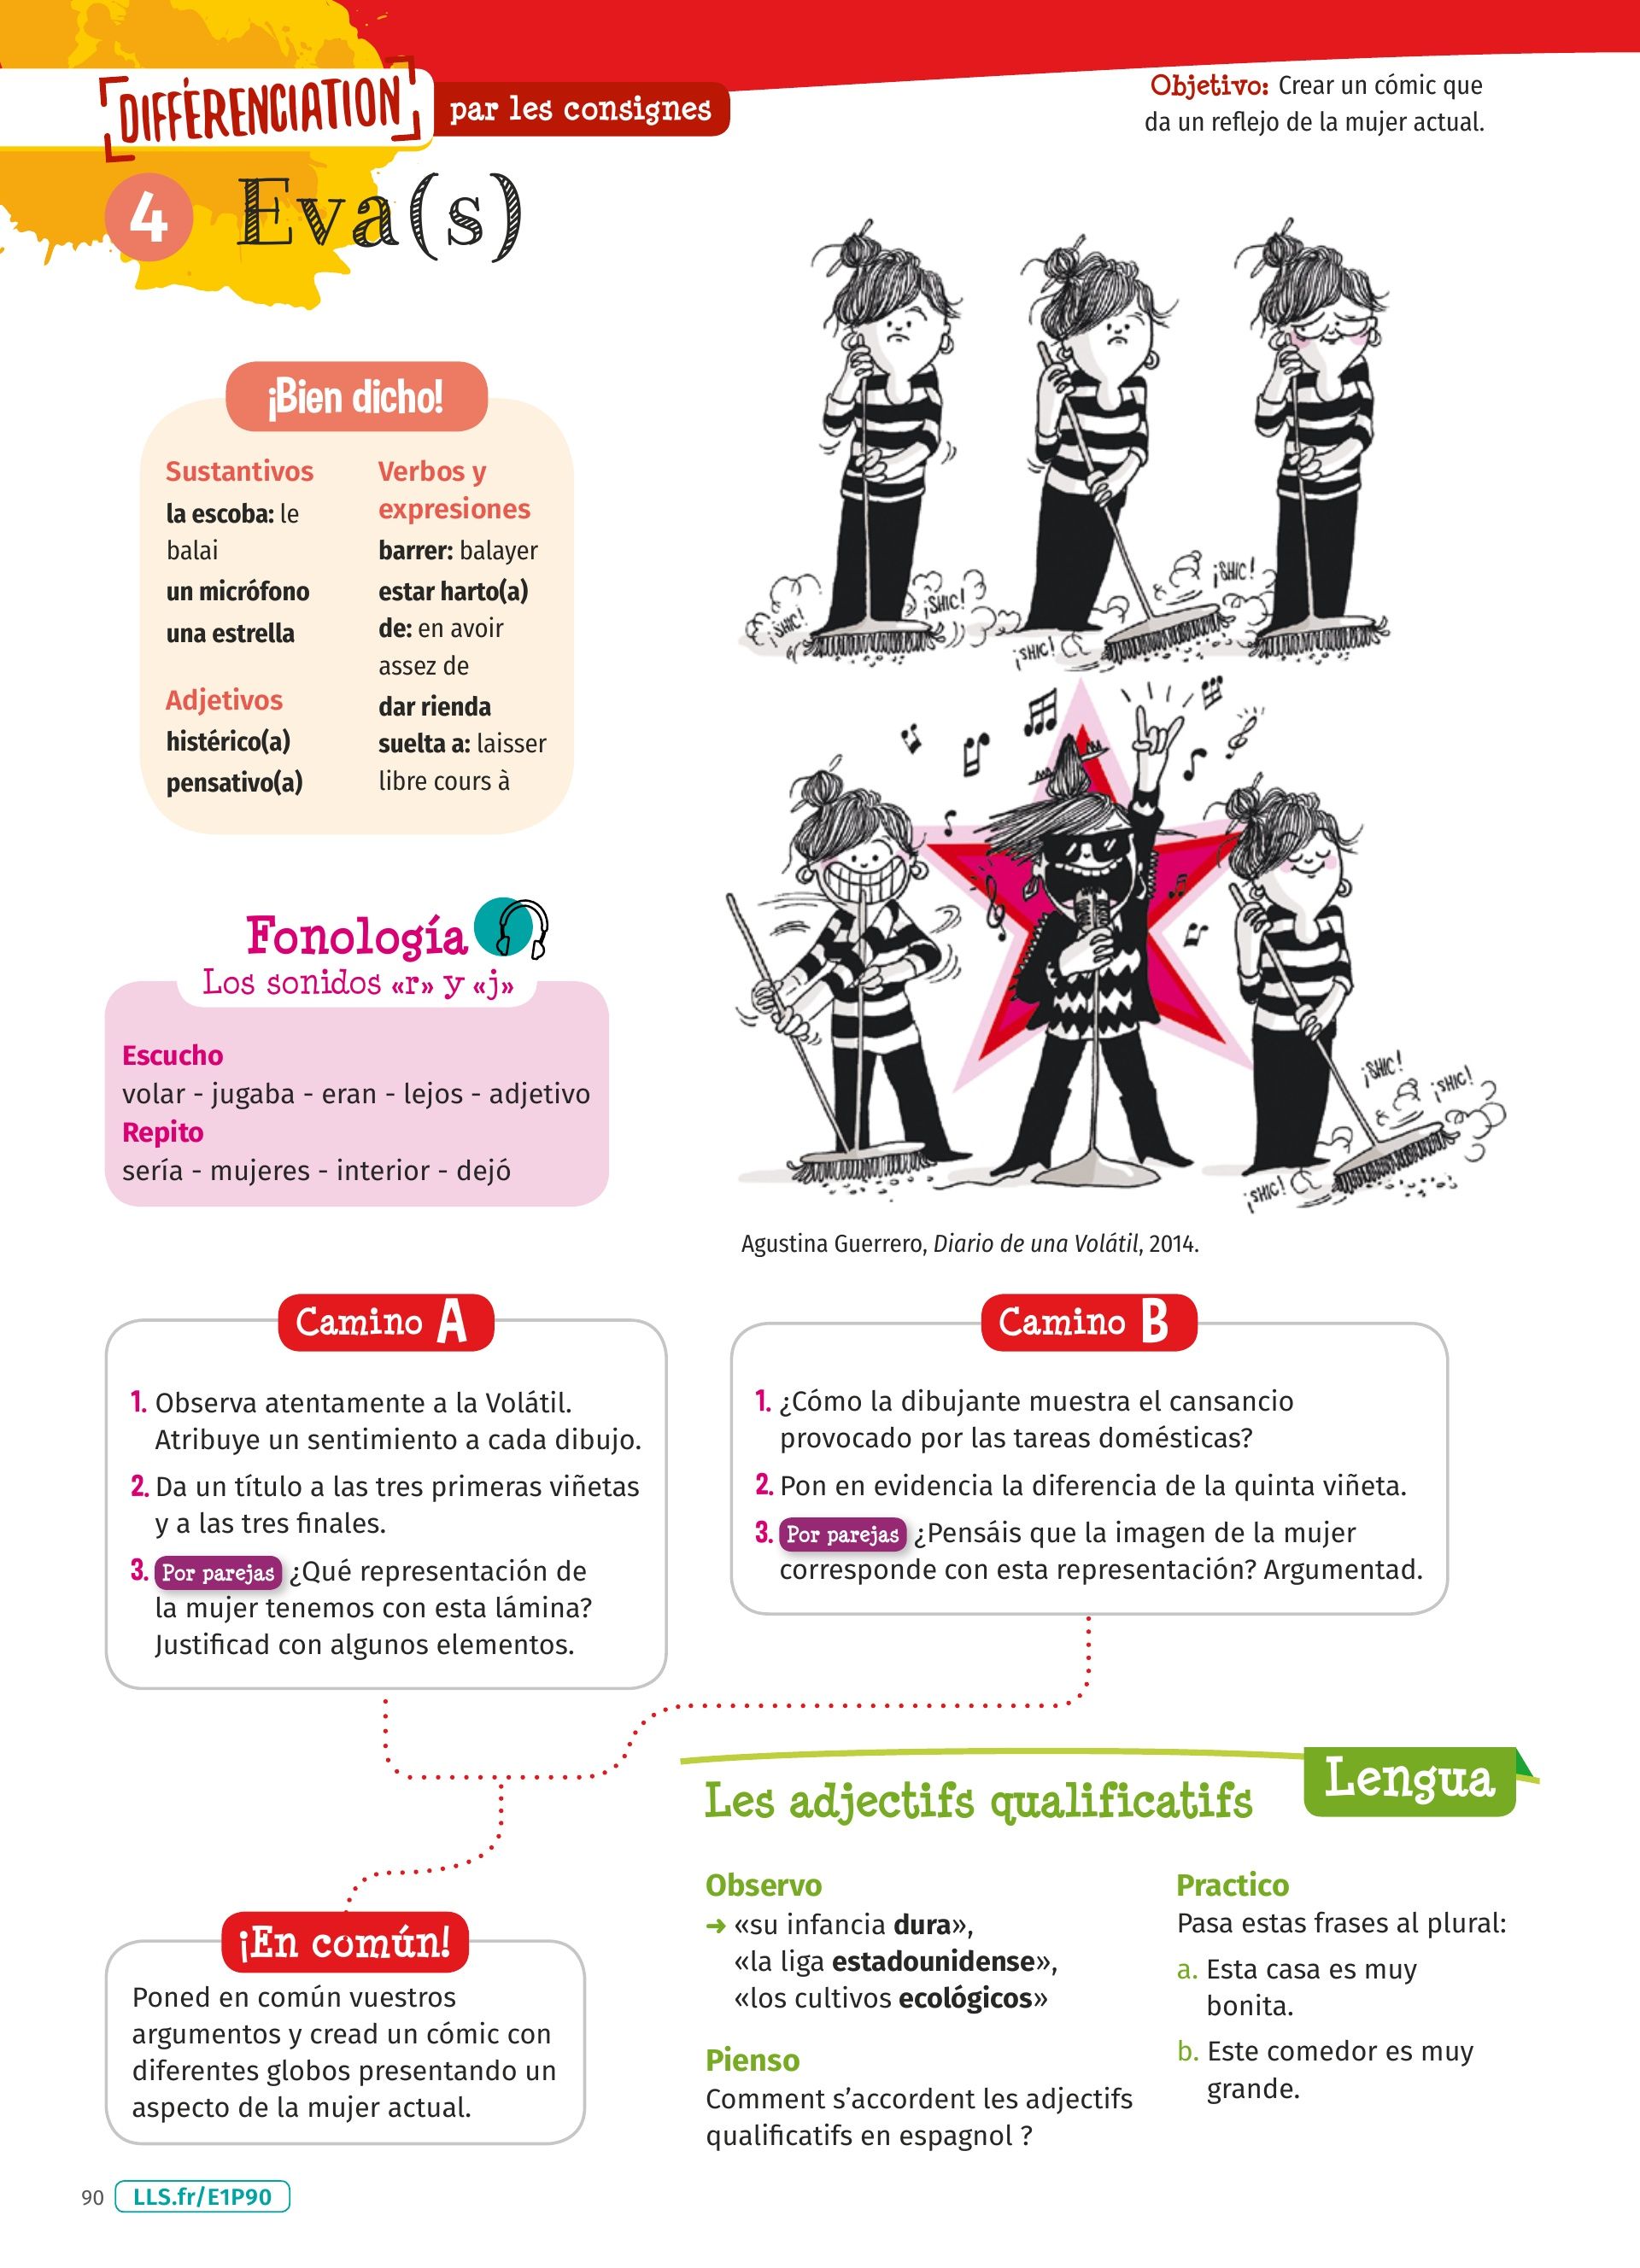 DIFFÉRENCIATION
par les consignes
Objetivo: Crear un cómic que
da un reflejo de la mujer actual.
4 Eva(s)
¡Bien dicho!
Sustantivos
la escoba: le
balai
un micrófono
una estrella
Adjetivos
histérico(a)
pensativo(a)
Verbos y
expresiones
barrer: balayer
estar harto(a)
de: en avoir
assez de
dar rienda
suelta a: laisser
libre cours à
¡SHIC!
¡SHIC!
¡SHIC!
¡SHIC!
¡SHIC!
¡SHIC!
¡SHIC!
Agustina Guerrero, Diario de una Volátil, 2014.
Fonología
Los sonidos «r» y «j»
Escucho
volar - jugaba - eran - lejos - adjetivo
Repito
sería - mujeres - interior - dejó
Camino A
1. Observa atentamente a la Volátil.
Atribuye un sentimiento a cada dibujo.
2. Da un título a las tres primeras viñetas
y a las tres finales.
3. Por parejas ¿Qué representación de
la mujer tenemos con esta lámina?
Justificad con algunos elementos.
Camino B
1. ¿Cómo la dibujante muestra el cansancio
provocado por las tareas domésticas?
2. Pon en evidencia la diferencia de la quinta viñeta.
3. Por parejas ¿Pensáis que la imagen de la mujer
corresponde con esta representación? Argumentad.
¡En común!
Poned en común vuestros
argumentos y cread un cómic con
diferentes globos presentando un
aspecto de la mujer actual.
Lengua
Les adjectifs qualificatifs
Observo
➜ «su infancia dura»,
«la liga estadounidense»,
«los cultivos ecológicos»
Pienso
Comment s'accordent les adjectifs
qualificatifs en espagnol ?
Practico
Pasa estas frases al plural:
a. Esta casa es muy
bonita.
b. Este comedor es muy
grande.
90 LLS.fr/E1P90